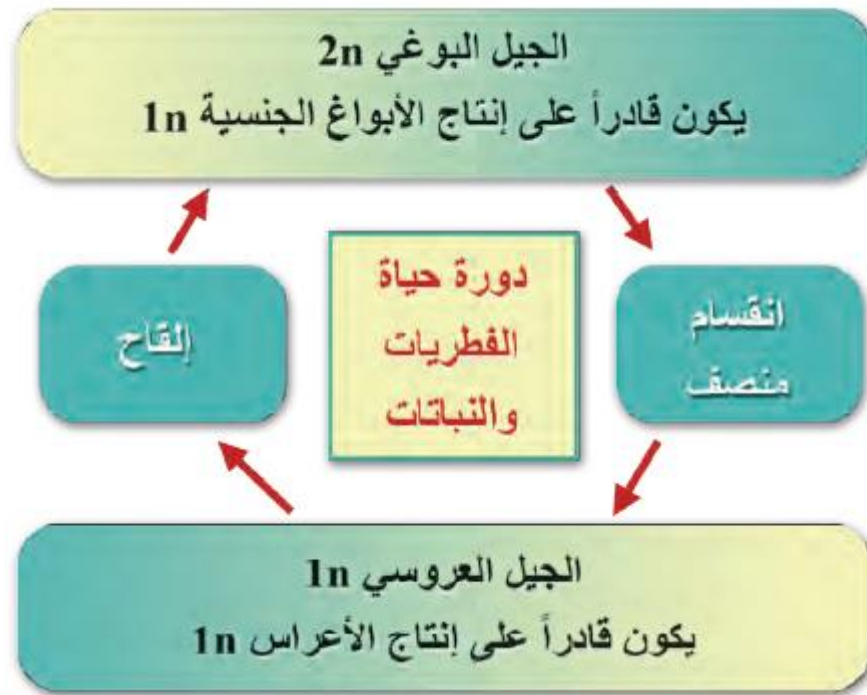 الجيل البوغي 2n
يكون قادراً على إنتاج الأبواغ الجنسية 1n
انقسام
منصف
دورة حياة
الفطريات
والنباتات
إلقاح
الجيل العروسي 1n
يكون قادراً على إنتاج الأعراس 1n